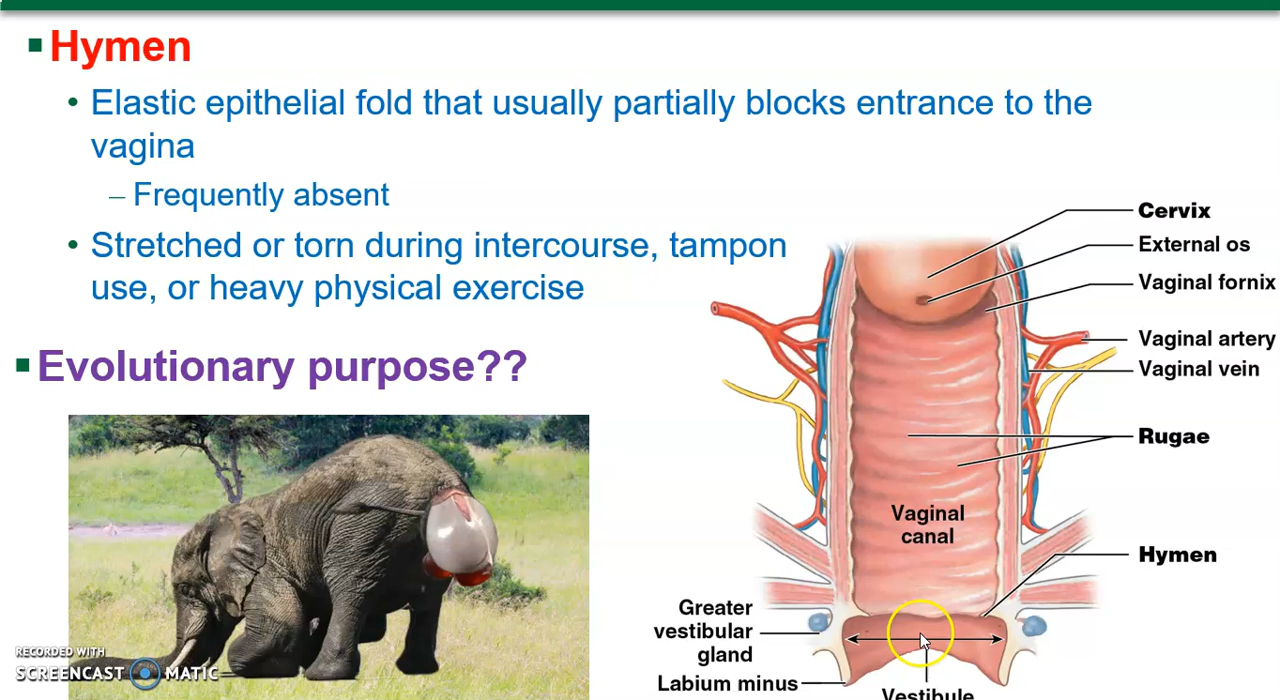 Hymen
Elastic epithelial fold that usually partially blocks entrance to the
vagina
– Frequently absent
Stretched or torn during intercourse, tampon
use, or heavy physical exercise
Evolutionary purpose??
Cervix
External os
Vaginal fornix
Vaginal artery
Vaginal vein
Rugae
Vaginal
canal
Hymen
Greater
vestibular
gland
Labium minus
Vestibule
RECORDED WITH
SCREENCAST MATIC